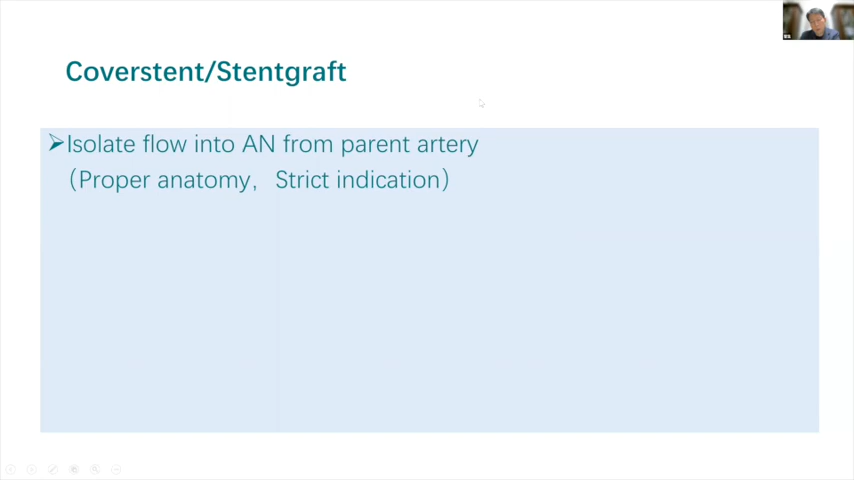 Coverstent/Stentgraft
➢Isolate flow into AN from parent artery
（Proper anatomy， Strict indication）